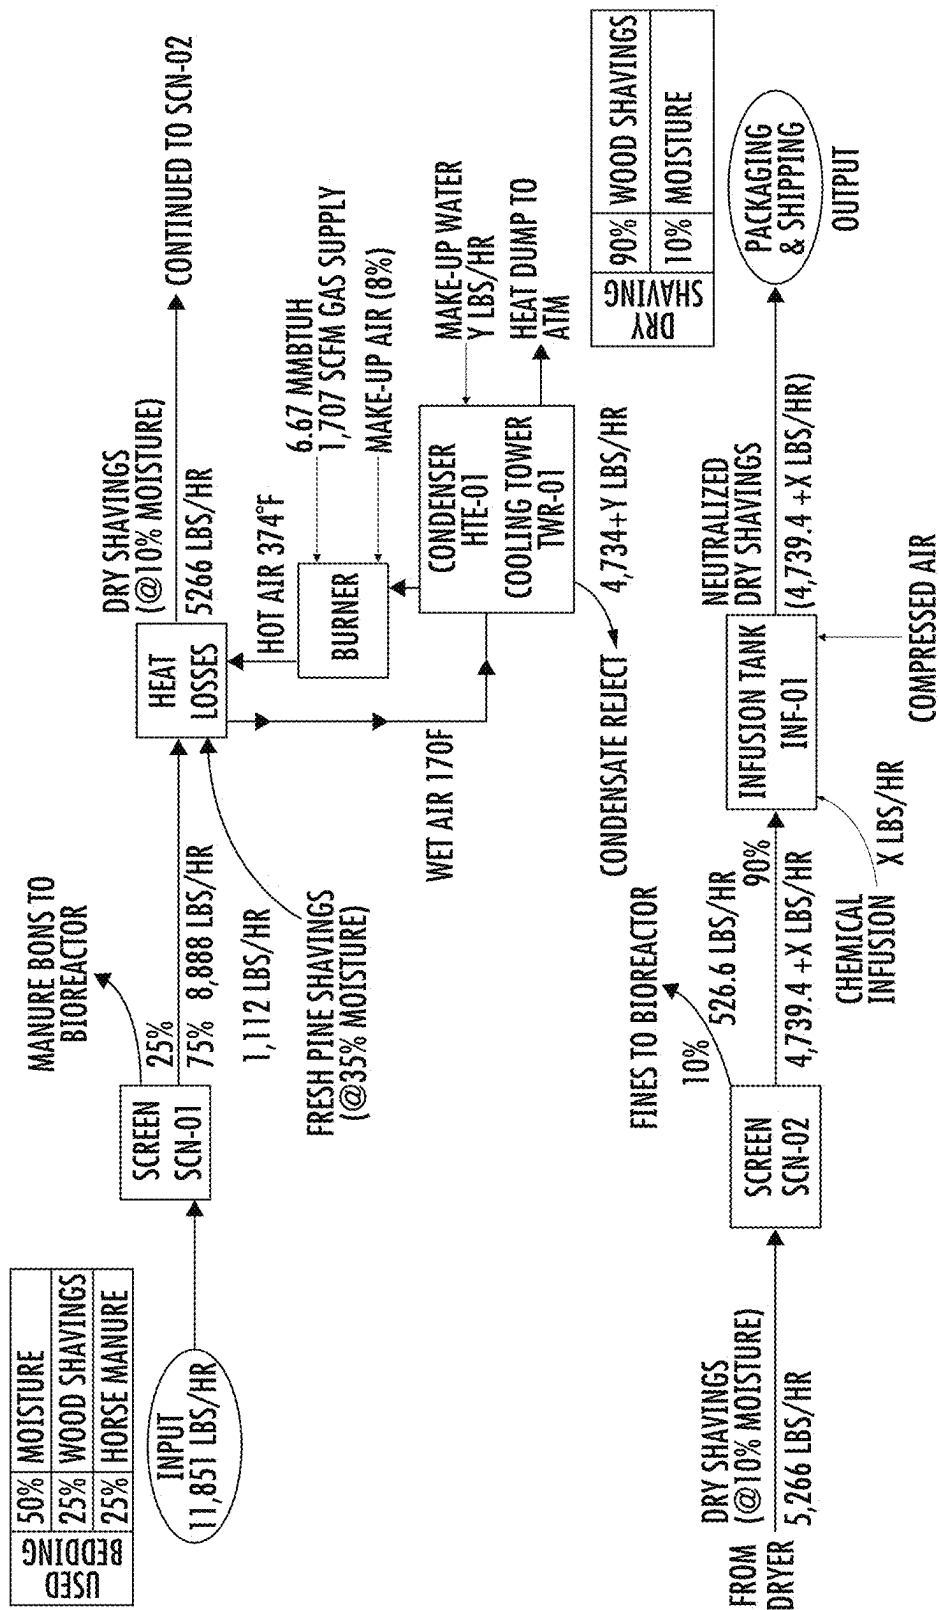 USED
BEDDING
50% MOISTURE
25% WOOD SHAVINGS
25% HORSE MANURE
INPUT
11,851 LBS/HR
SCREEN
SCN-01
MANURE BONS TO
BIOREACTOR
25%
75% 8,888 LBS/HR
1,112 LBS/HR
FRESH PINE SHAVINGS
(@35% MOISTURE)
HEAT
LOSSES
DRY SHAVINGS
(@10% MOISTURE)
5266 LBS/HR
CONTINUED TO SCN-02
HOT AIR 374°F
BURNER
6.67 MMBTUH
1,707 SCFM GAS SUPPLY
MAKE-UP AIR (8%)
WET AIR 170F
CONDENSER
HTE-01
COOLING TOWER
TWR-01
MAKE-UP WATER
Y LBS/HR
HEAT DUMP TO
ATM
4,734+Y LBS/HR
CONDENSATE REJECT
FROM
DRYER
DRY SHAVINGS
(@10% MOISTURE)
5,266 LBS/HR
SCREEN
SCN-02
FINES TO BIOREACTOR
10%
526.6 LBS/HR
90%
4,739.4 +X LBS/HR
CHEMICAL
INFUSION
X LBS/HR
INFUSION TANK
INF-01
COMPRESSED AIR
NEUTRALIZED
DRY SHAVINGS
(4,739.4 +X LBS/HR)
DRY
SHAVING
90% WOOD SHAVINGS
10% MOISTURE
PACKAGING
& SHIPPING
OUTPUT